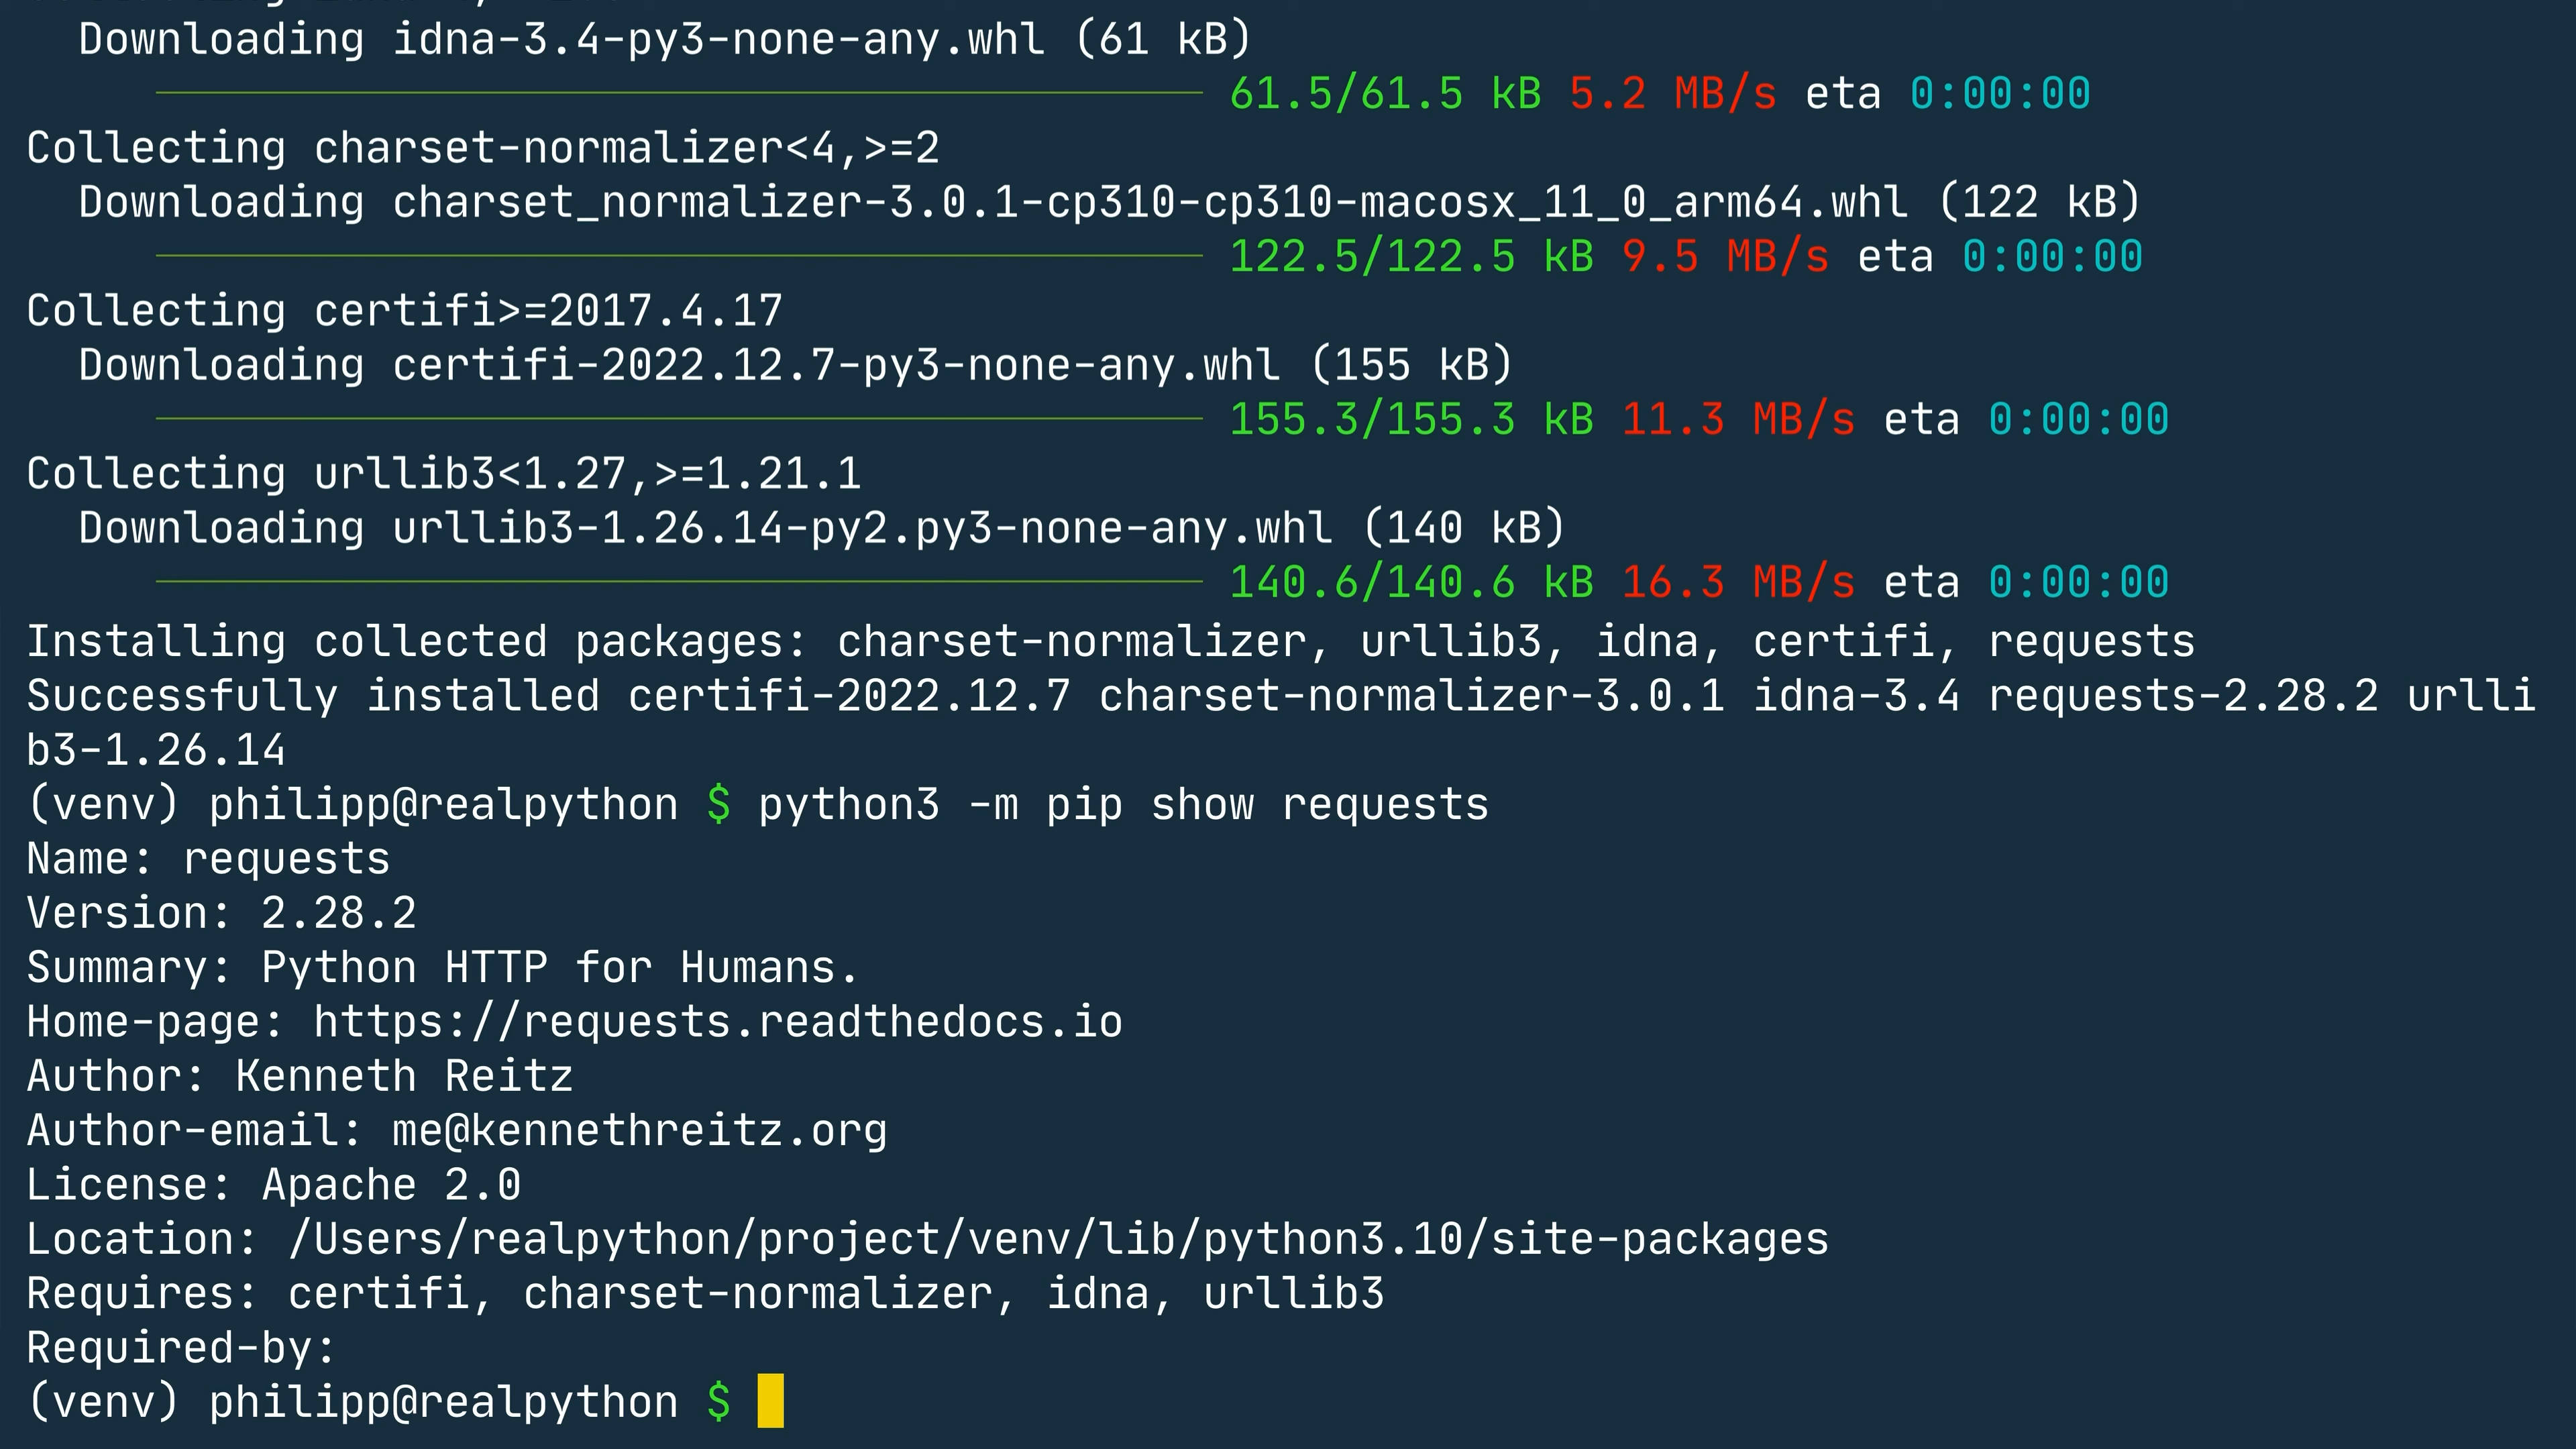 Downloading idna-3.4-py3-none-any.whl (61 kB)
61.5/61.5 kB 5.2 MB/s eta 0:00:00
Collecting charset-normalizer<4,>=2
Downloading charset_normalizer-3.0.1-cp310-cp310-macosx_11_0_arm64.whl (122 kB)
122.5/122.5 kB 9.5 MB/s eta 0:00:00
Collecting certifi>=2017.4.17
Downloading certifi-2022.12.7-py3-none-any.whl (155 kB)
155.3/155.3 kB 11.3 MB/s eta 0:00:00
Collecting urllib3<1.27,>=1.21.1
Downloading urllib3-1.26.14-py2.py3-none-any.whl (140 kB)
140.6/140.6 kB 16.3 MB/s eta 0:00:00
Installing collected packages: charset-normalizer, urllib3, idna, certifi, requests
Successfully installed certifi-2022.12.7 charset-normalizer-3.0.1 idna-3.4 requests-2.28.2 urlli
b3-1.26.14
(venv) philipp@realpython $ python3 -m pip show requests
Name: requests
Version: 2.28.2
Summary: Python HTTP for Humans.
Home-page: https://requests.readthedocs.io
Author: Kenneth Reitz
Author-email: me@kennethreitz.org
License: Apache 2.0
Location: /Users/realpython/project/venv/lib/python3.10/site-packages
Requires: certifi, charset-normalizer, idna, urllib3
Required-by:
(venv) philipp@realpython $